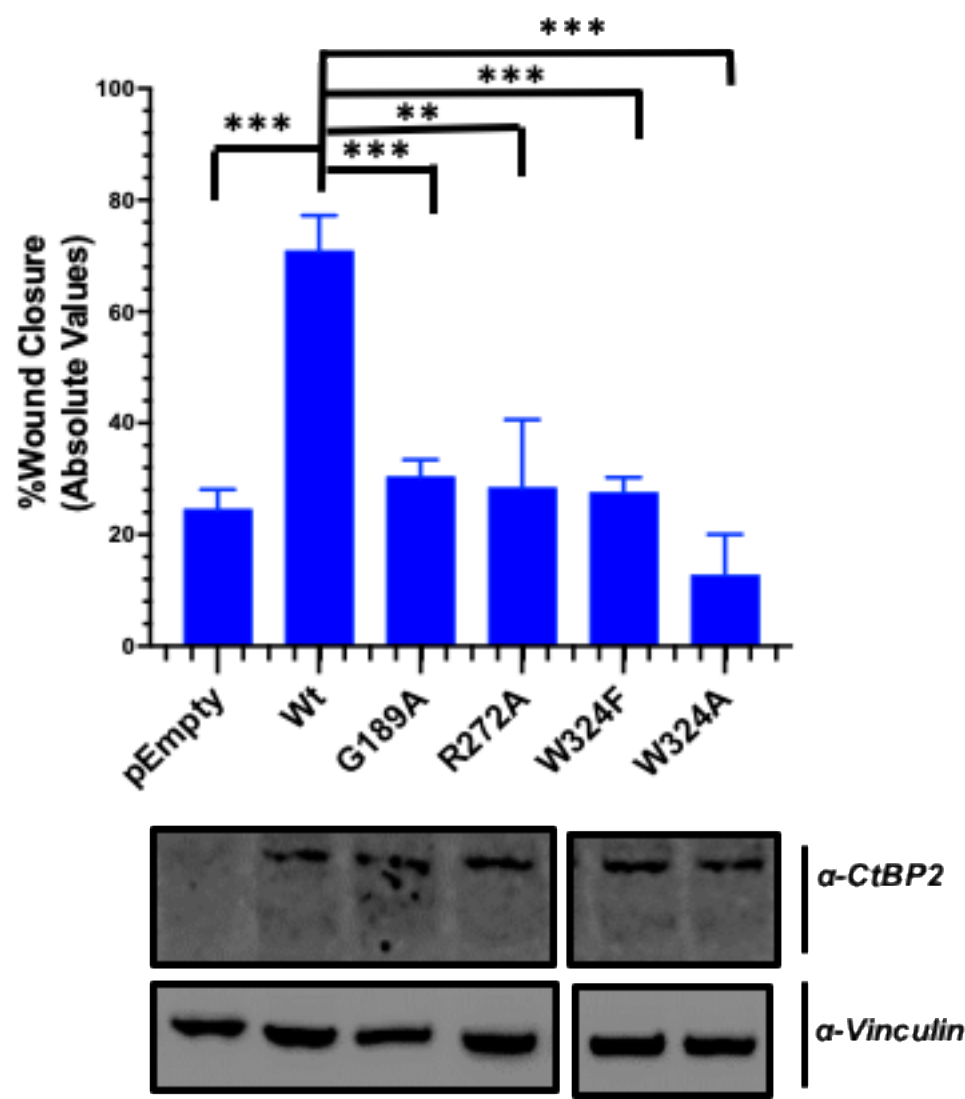 ***
***
**
***
***
100
80
60
40
20
0
%Wound Closure
(Absolute Values)
pEmpty
Wt
G189A
R272A
W324F
W324A
α-CtBP2
α-Vinculin